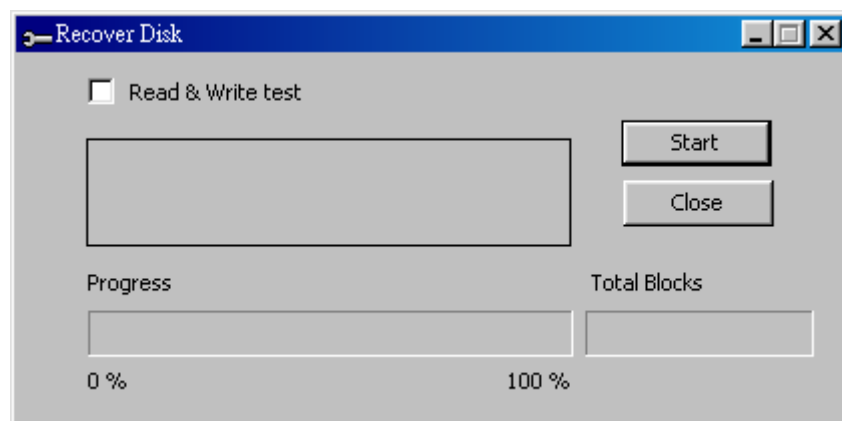 Recover Disk
Read & Write test
Start
Close
Progress
Total Blocks
0 %
100 %